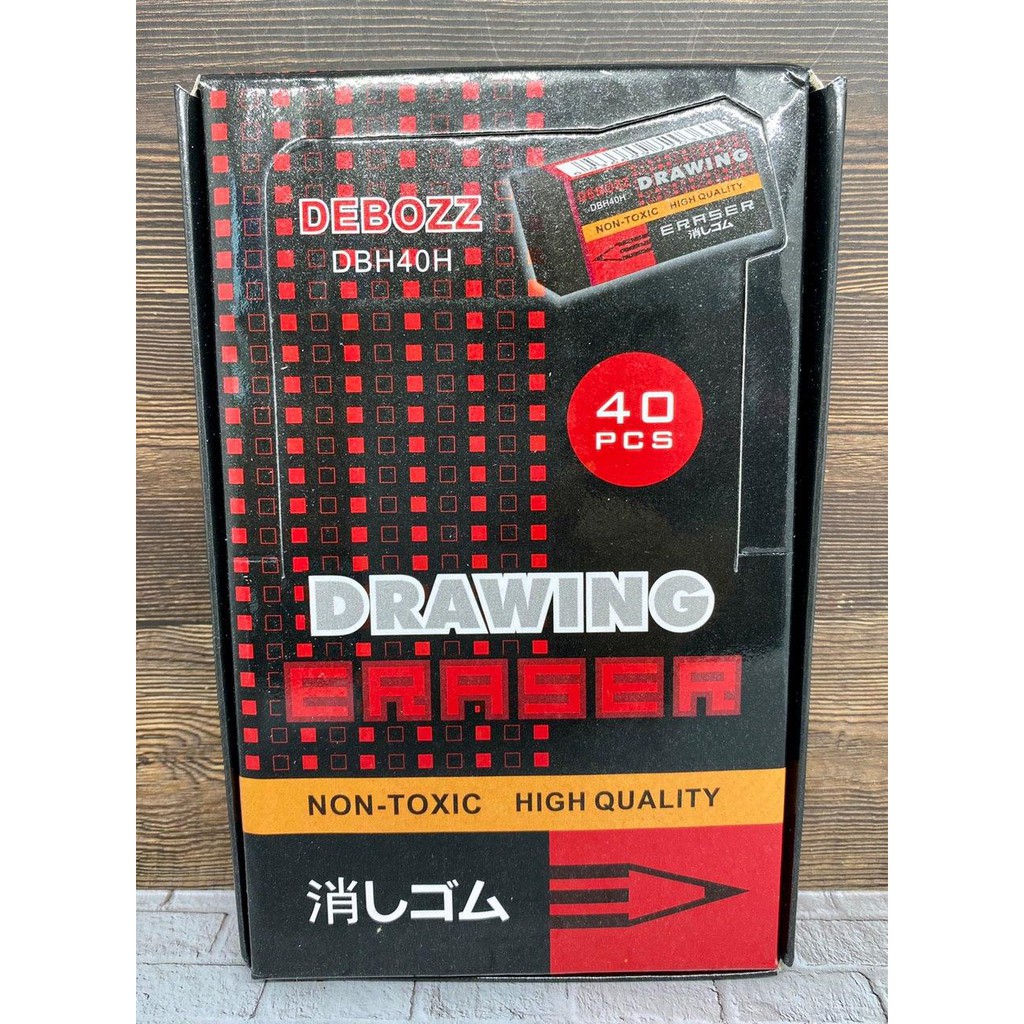 DEBOZZ
DBH40H
DEBOZZ DRAWING
DBH40H
NON-TOXIC HIGH QUALITY
ERASER
消しゴム
40
PCS
DRAWING
ERASER
NON-TOXIC HIGH QUALITY
消しゴム